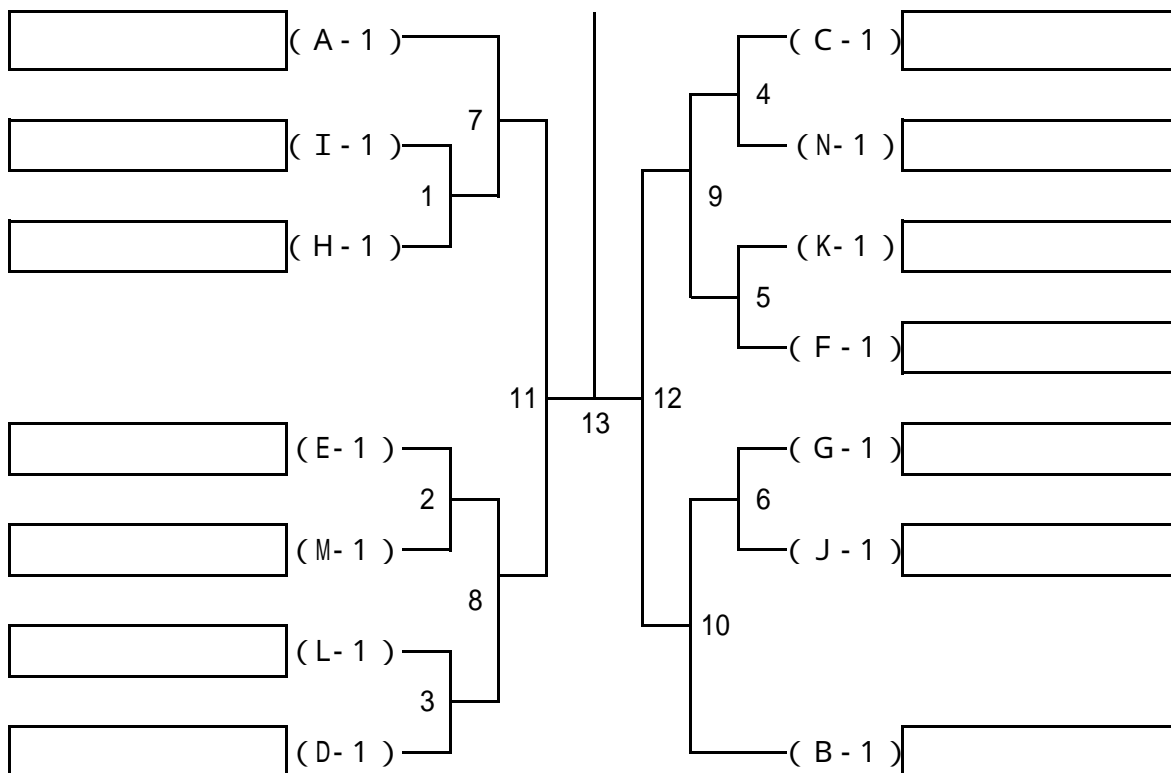 ( A - 1 )
( C - 1 )
4
7
( I - 1 )
( N - 1 )
1
9
( H - 1 )
( K - 1 )
5
( F - 1 )
11
12
13
( E - 1 )
( G - 1 )
2
6
( M - 1 )
( J - 1 )
8
10
( L - 1 )
3
( D - 1 )
( B - 1 )